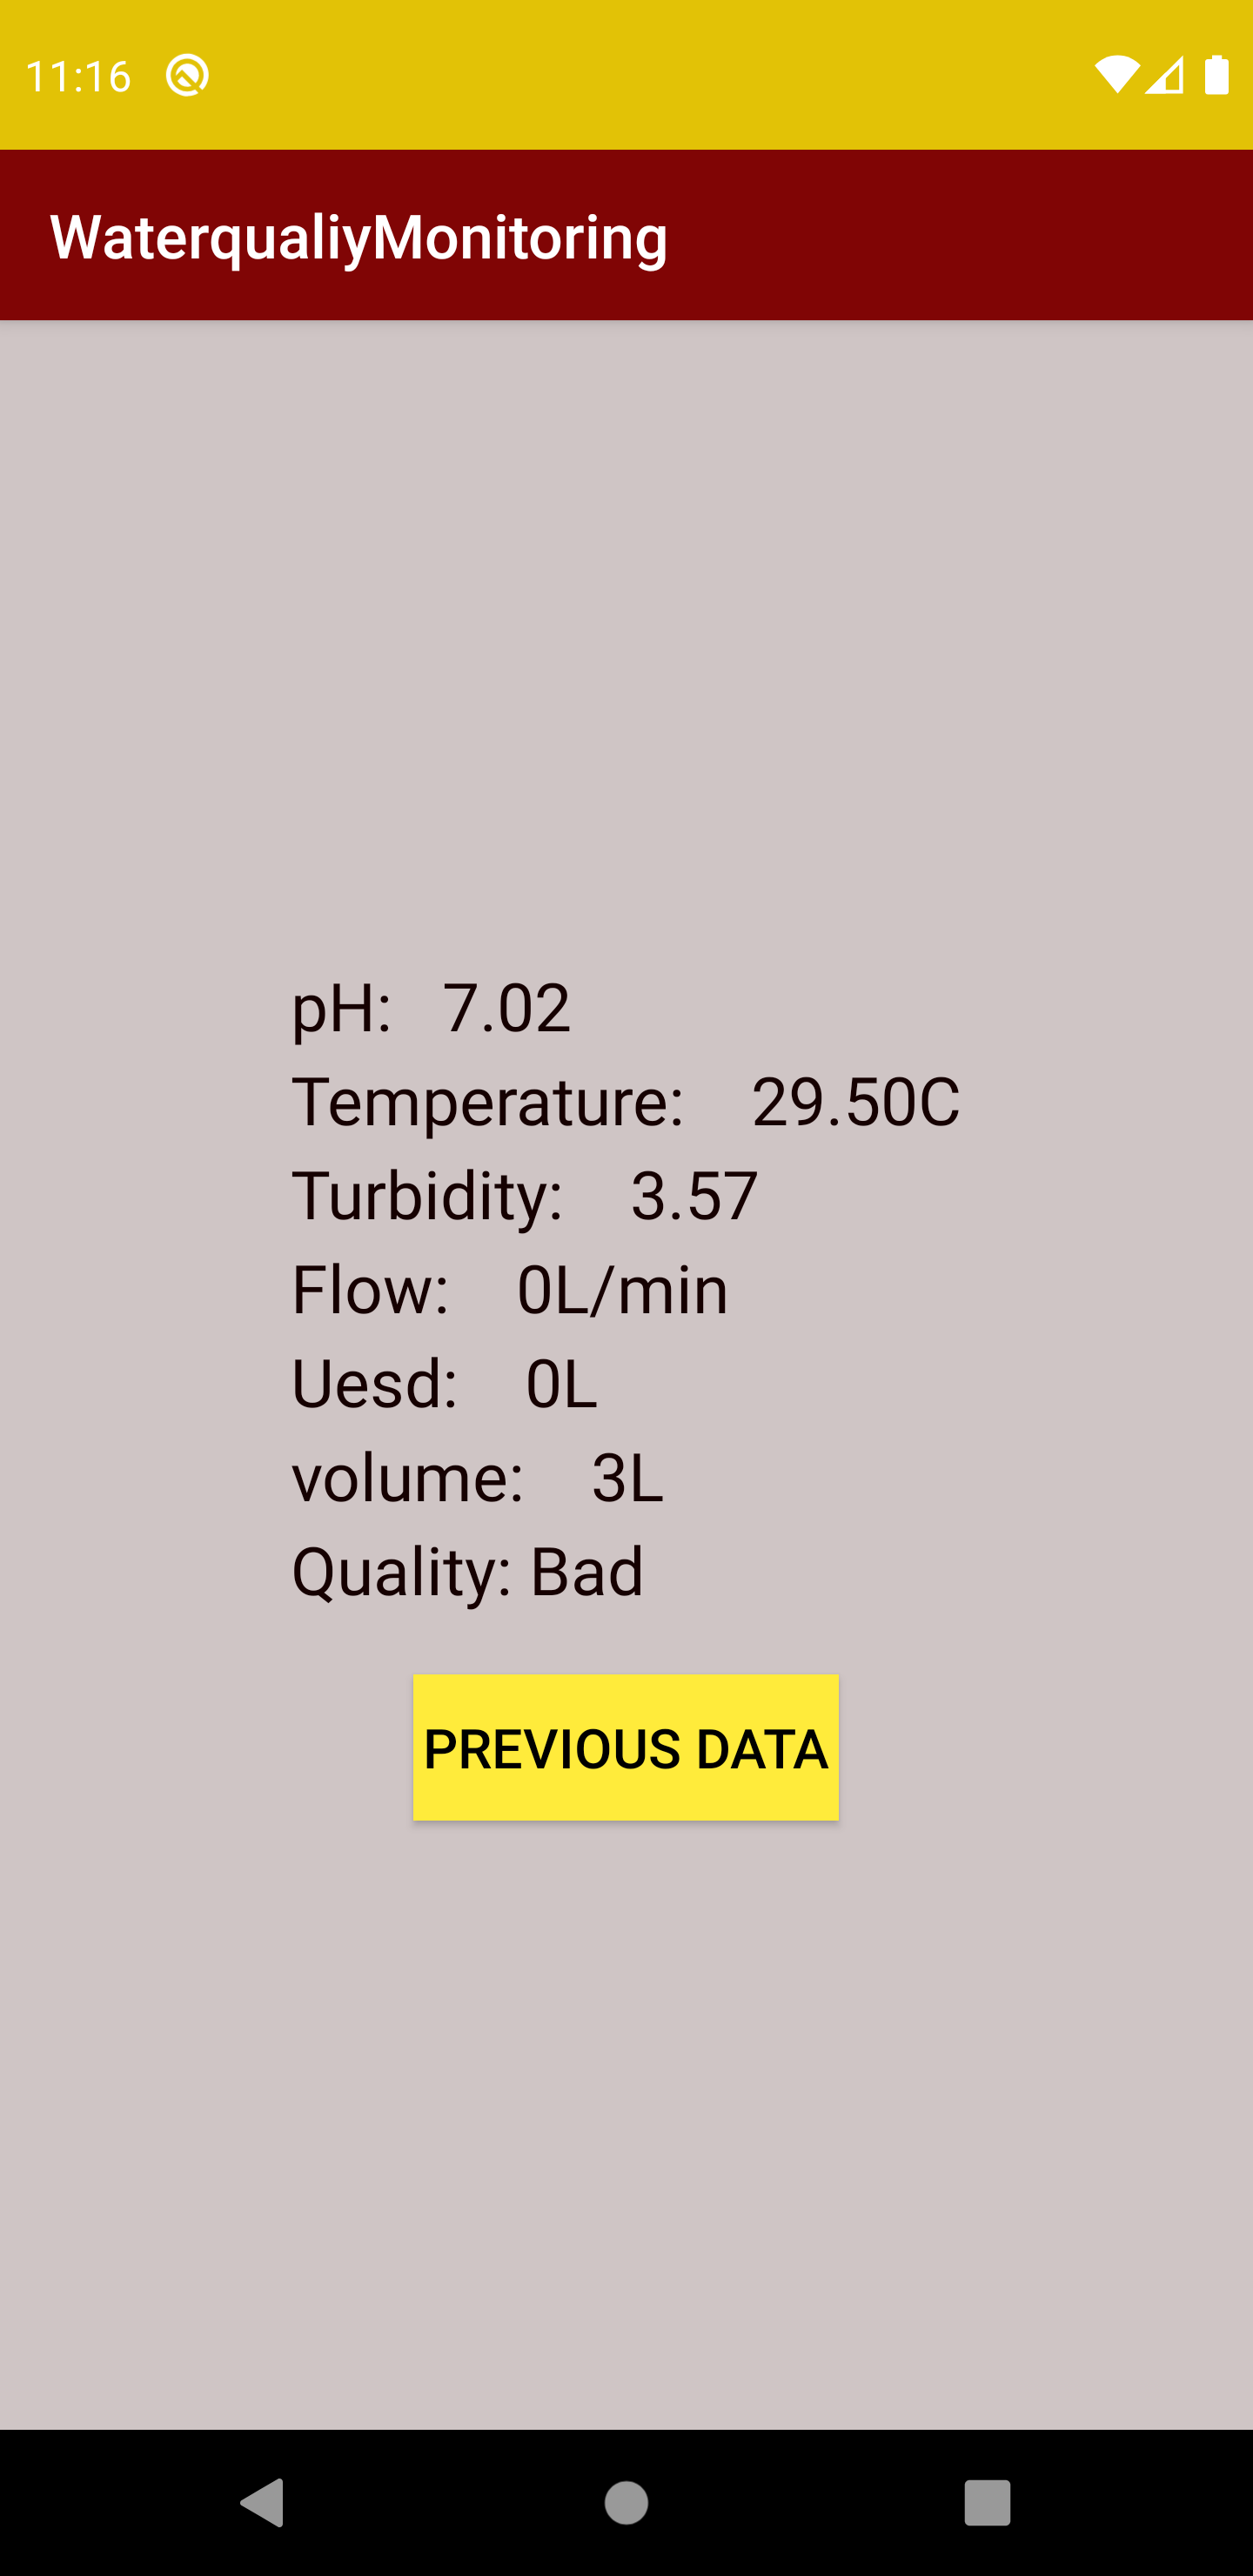 11:16
WaterqualiyMonitoring
pH: 7.02
Temperature: 29.50C
Turbidity: 3.57
Flow: 0L/min
Uesd: 0L
volume: 3L
Quality: Bad
PREVIOUS DATA